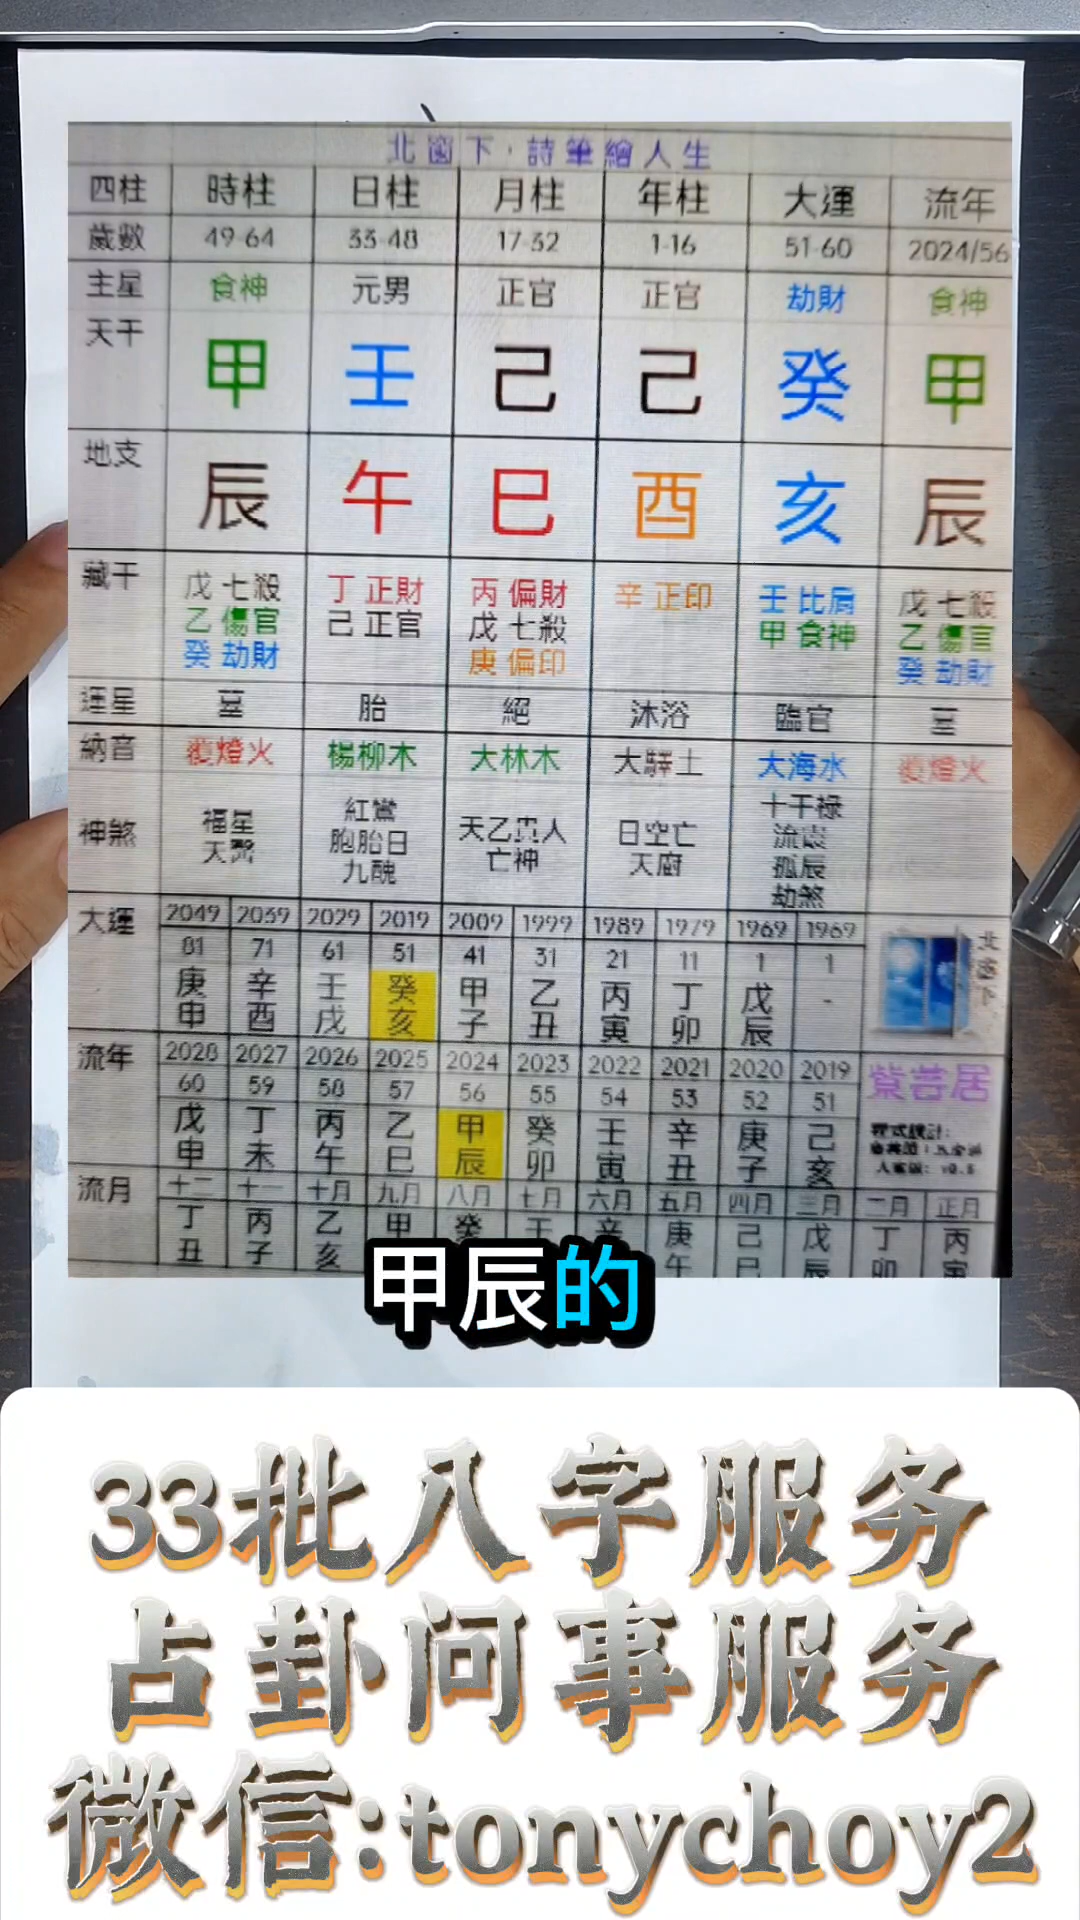 北窗下,詩筆繪人生
四柱 時柱 日柱 月柱 年柱 大運 流年
歲數 49-64 33-48 17-32 1-16 51-60 2024/56
主星 食神 元男 正官 正官 劫財 食神
天干 甲 壬 己 己 癸 甲
地支 辰 午 巳 酉 亥 辰
藏干 戊 七殺 丁 正財 丙 偏財 辛 正印 壬 比肩 戊 七殺
乙 傷官 己 正官 戊 七殺 甲 食神 乙 傷官
癸 劫財 庚 偏印 癸 劫財
運星 墓 胎 絕 沐浴 臨官 墓
納音 覆燈火 楊柳木 大林木 大驛土 大海水 覆燈火
神煞 福星 紅鸞 天乙貴人 日空亡 十干祿
天醫 胞胎日 亡神 天廚 流霞
九醜 孤辰
劫煞
大運 2049 2039 2029 2019 2009 1999 1989 1979 1969 1969
81 71 61 51 41 31 21 11 1 1
庚 辛 壬 癸 甲 乙 丙 丁 戊 -
申 酉 戌 亥 子 丑 寅 卯 辰
北窗下
流年 2028 2027 2026 2025 2024 2023 2022 2021 2020 2019
60 59 58 57 56 55 54 53 52 51
戊 丁 丙 乙 甲 癸 壬 辛 庚 己
申 未 午 巳 辰 卯 寅 丑 子 亥
紫菩居
程式設計:
流月 十二 十一 十月 九月 八月 七月 六月 五月 四月 三月 二月 正月
丁 丙 乙 甲 癸 壬 辛 庚 己 戊 丁 丙
丑 子 亥 午 巳 辰 卯 寅
甲辰的
33批八字服务
占卦问事服务
微信:tonychoy2